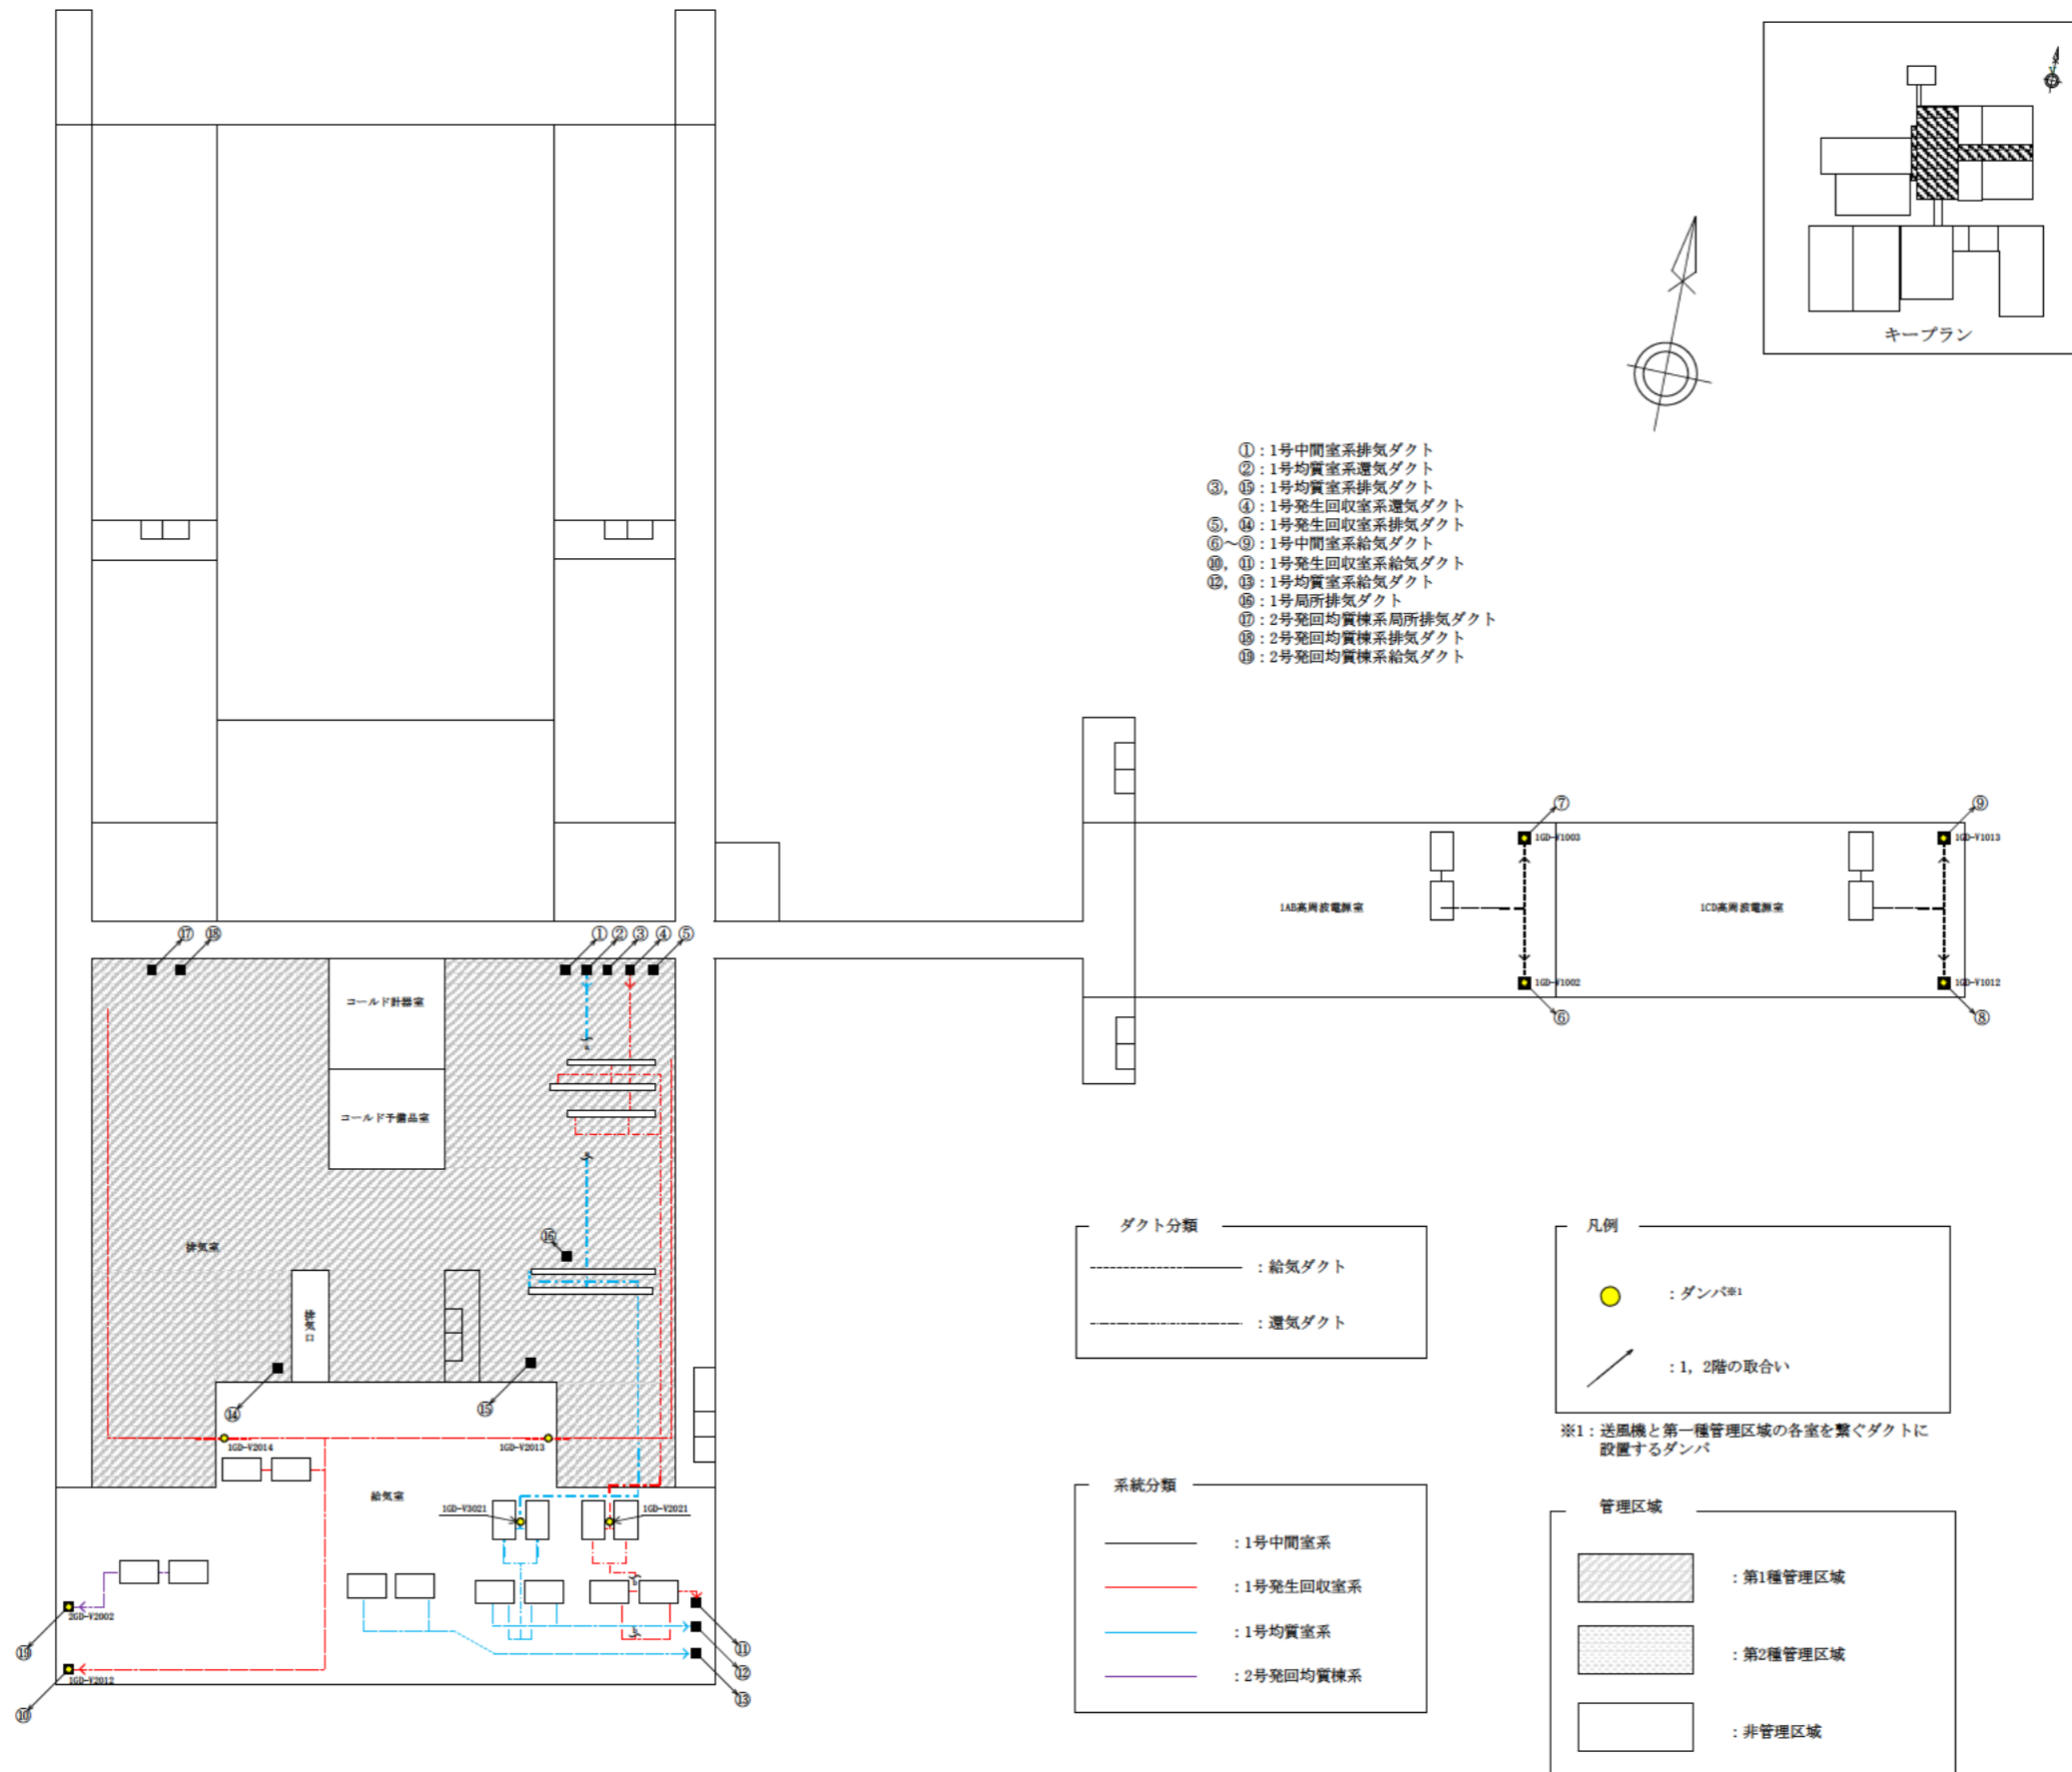 キープラン
①：1号中間室系排気ダクト
②：1号均質室系還気ダクト
③，⑮：1号均質室系排気ダクト
④：1号発生回収室系還気ダクト
⑤，⑭：1号発生回収室系排気ダクト
⑥～⑨：1号中間室系給気ダクト
⑩，⑪：1号発生回収室系給気ダクト
⑫，⑬：1号均質室系給気ダクト
⑯：1号局所排気ダクト
⑰：2号発回均質棟系局所排気ダクト
⑱：2号発回均質棟系排気ダクト
⑲：2号発回均質棟系給気ダクト
⑦
⑨
1GD-V1003
1GD-V1013
1AB高周波電源室
1CD高周波電源室
1GD-V1002
1GD-V1012
⑥
⑧
⑰
⑱
①
②
③
④
⑤
コールド計器室
コールド予備品室
排気室
⑯
排気口
⑭
⑮
1GD-V2014
1GD-V2013
給気室
1GD-V3021
1GD-V2021
2GD-V2002
⑲
1GD-V2012
⑩
⑪
⑫
⑬
ダクト分類
：給気ダクト
：還気ダクト
凡例
：ダンパ※1
：1，2階の取合い
※1：送風機と第一種管理区域の各室を繋ぐダクトに
設置するダンパ
系統分類
：1号中間室系
：1号発生回収室系
：1号均質室系
：2号発回均質棟系
管理区域
：第1種管理区域
：第2種管理区域
：非管理区域